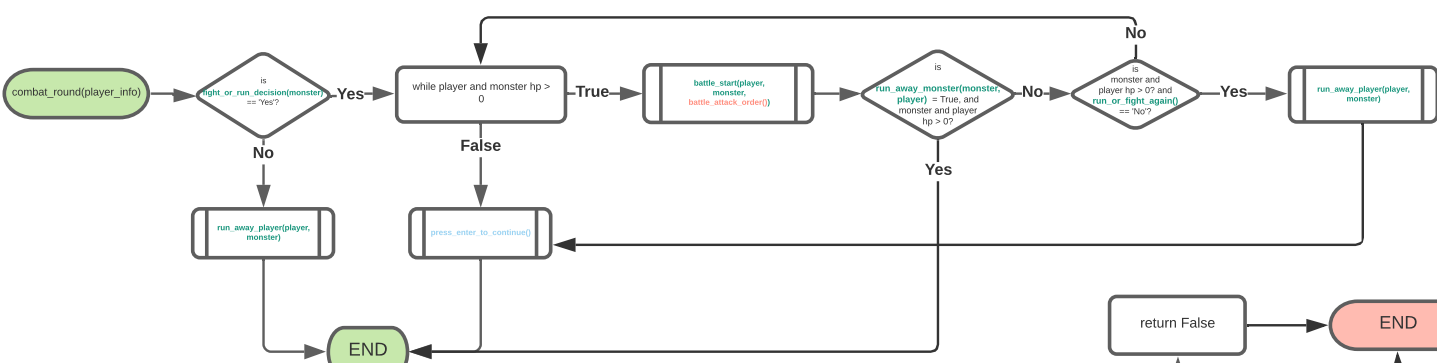 combat_round(player_info)
is
fight_or_run_decision(monster)
== 'Yes'?
Yes
No
run_away_player(player,
monster)
while player and monster hp >
0
True
False
press_enter_to_continue()
battle_start(player,
monster,
battle_attack_order())
is
run_away_monster(monster,
player) = True, and
monster and player
hp > 0?
No
Yes
is
monster and
player hp > 0? and
run_or_fight_again()
== 'No'?
No
Yes
run_away_player(player,
monster)
END
return False
END